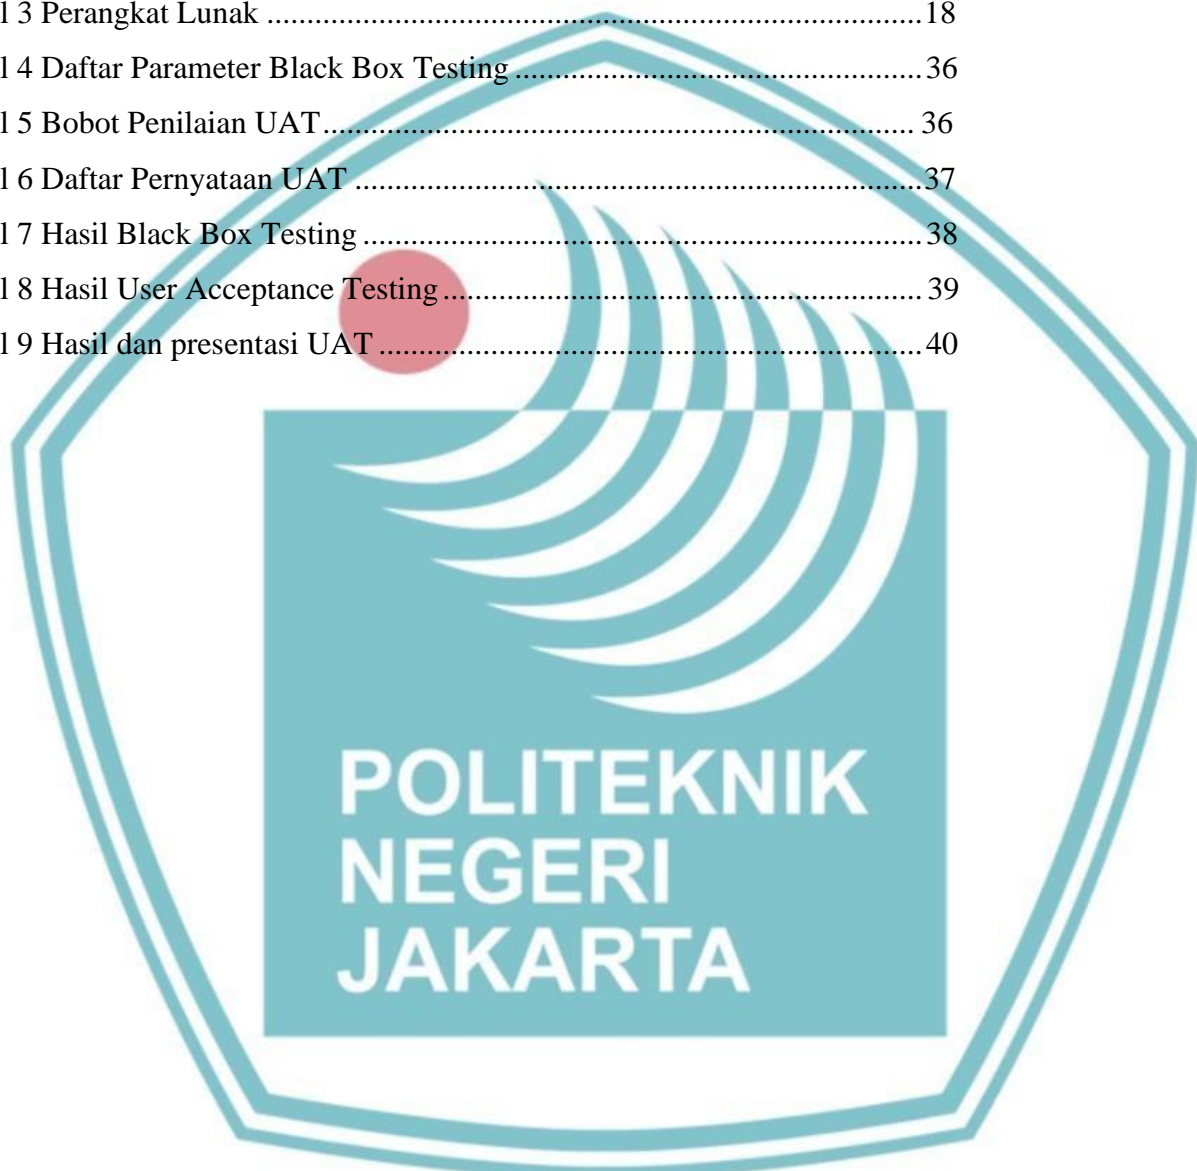 l 3 Perangkat Lunak ....................................................................................18
l 4 Daftar Parameter Black Box Testing .................................................... 36
l 5 Bobot Penilaian UAT............................................................................ 36
l 6 Daftar Pernyataan UAT ........................................................................37
l 7 Hasil Black Box Testing ....................................................................... 38
l 8 Hasil User Acceptance Testing ............................................................. 39
l 9 Hasil dan presentasi UAT ..................................................................... 40
POLITEKNIK
NEGERI
JAKARTA